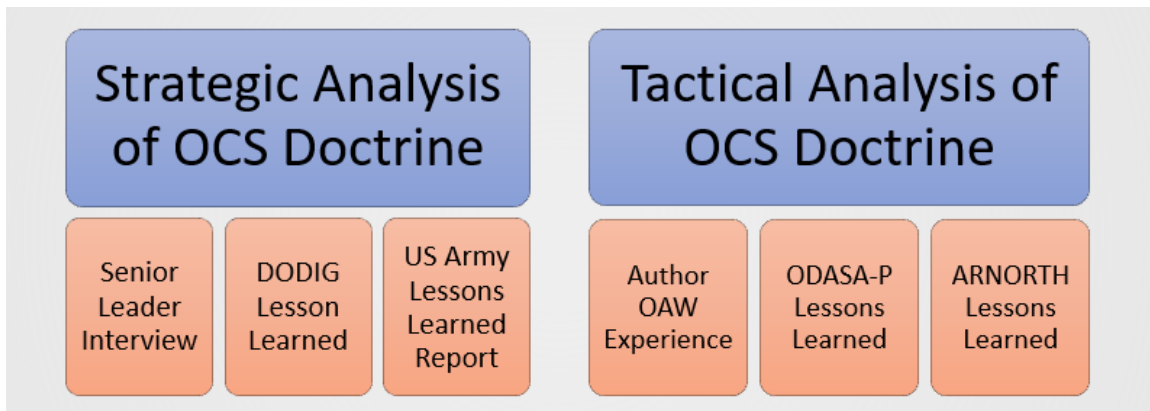 Strategic Analysis
of OCS Doctrine
Tactical Analysis of
OCS Doctrine
Senior
Leader
Interview
DODIG
Lesson
Learned
US Army
Lessons
Learned
Report
Author
OAW
Experience
ODASA-P
Lessons
Learned
ARNORTH
Lessons
Learned